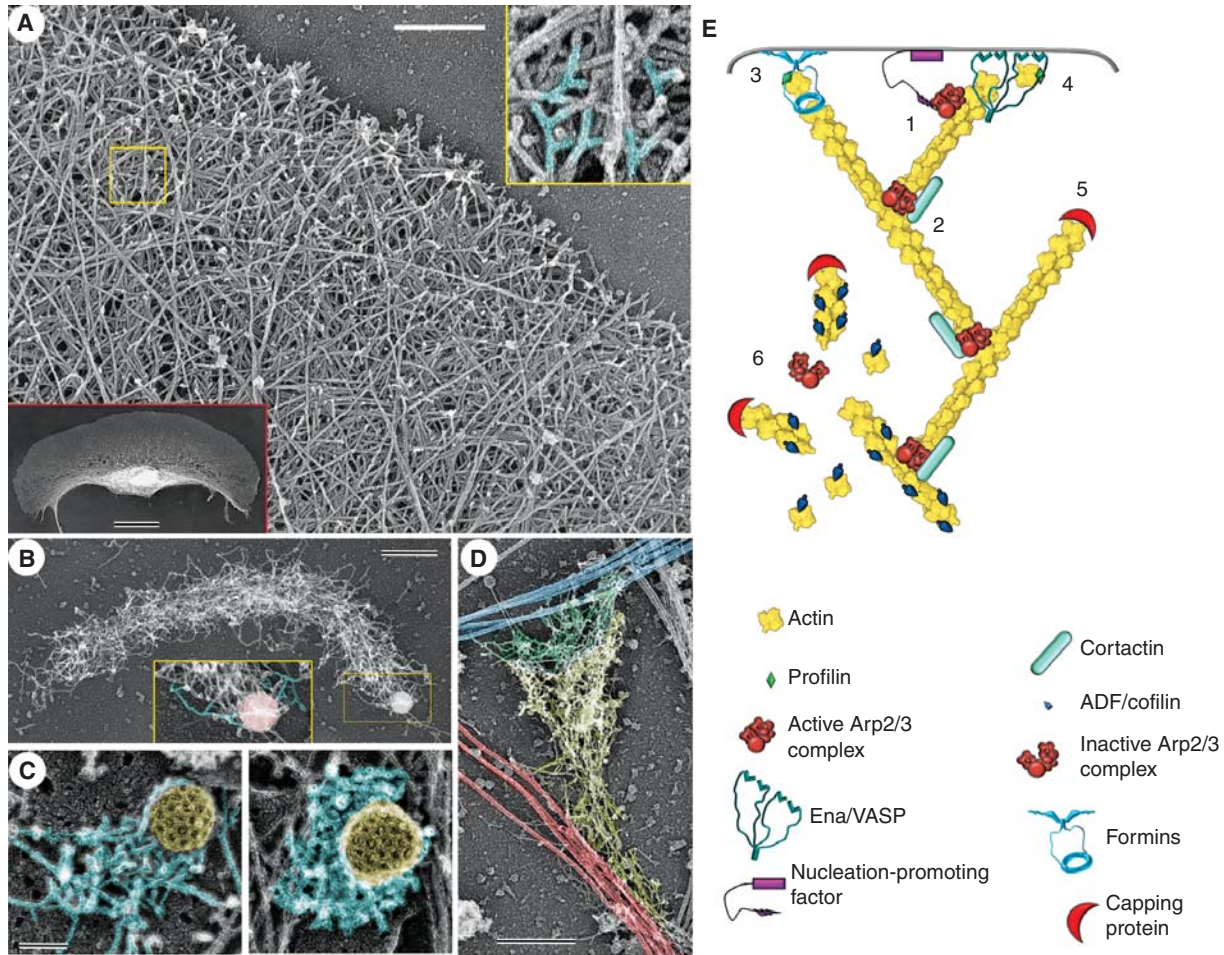 A
B
C
D
E
3
4
1
2
5
6
Actin
Profilin
Active Arp2/3
complex
Ena/VASP
Nucleation-promoting
factor
Cortactin
ADF/cofilin
Inactive Arp2/3
complex
Formins
Capping
protein